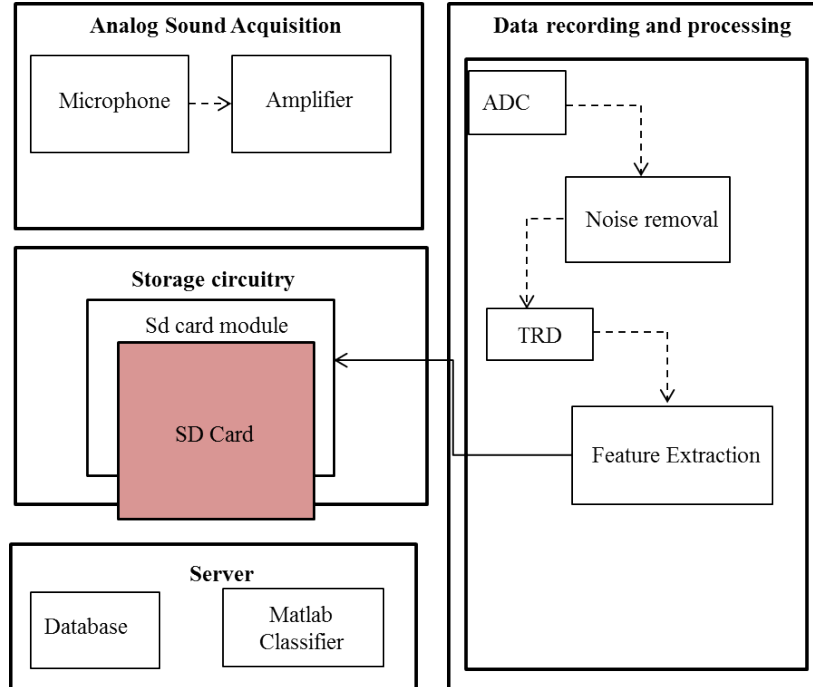 Analog Sound Acquisition
Microphone
Amplifier
Storage circuitry
Sd card module
SD Card
Server
Database
Matlab
Classifier
Data recording and processing
ADC
Noise removal
TRD
Feature Extraction